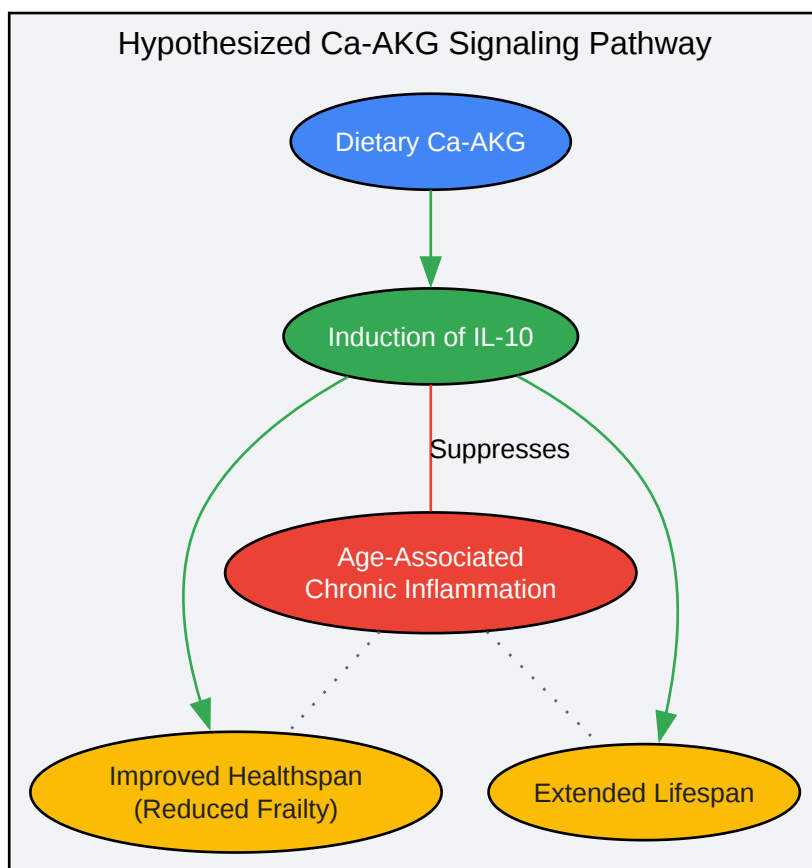 Hypothesized Ca-AKG Signaling Pathway
Dietary Ca-AKG
Induction of IL-10
Suppresses
Age-Associated
Chronic Inflammation
Improved Healthspan
(Reduced Frailty)
Extended Lifespan